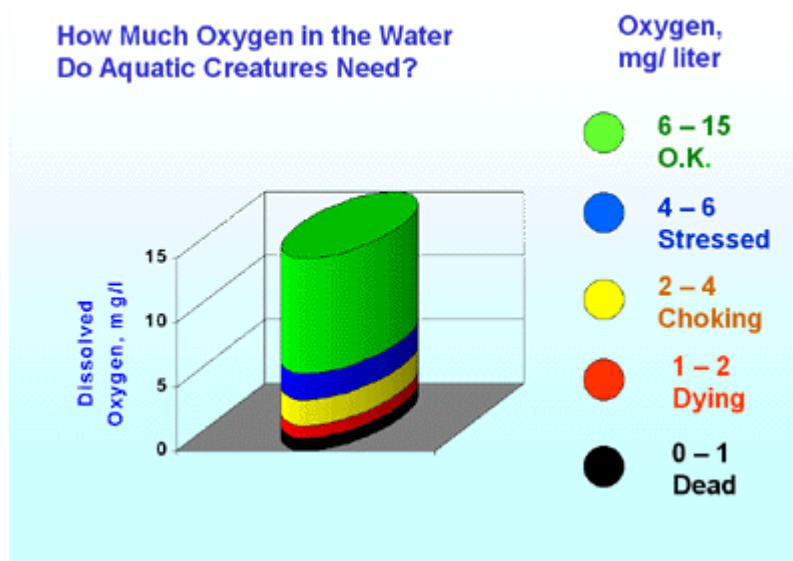 How Much Oxygen in the Water
Do Aquatic Creatures Need?
Oxygen,
mg/ liter
6 – 15
O.K.
4 – 6
Stressed
2 – 4
Choking
1 – 2
Dying
0 – 1
Dead
Dissolved
Oxygen, mg/l
15
10
5
0